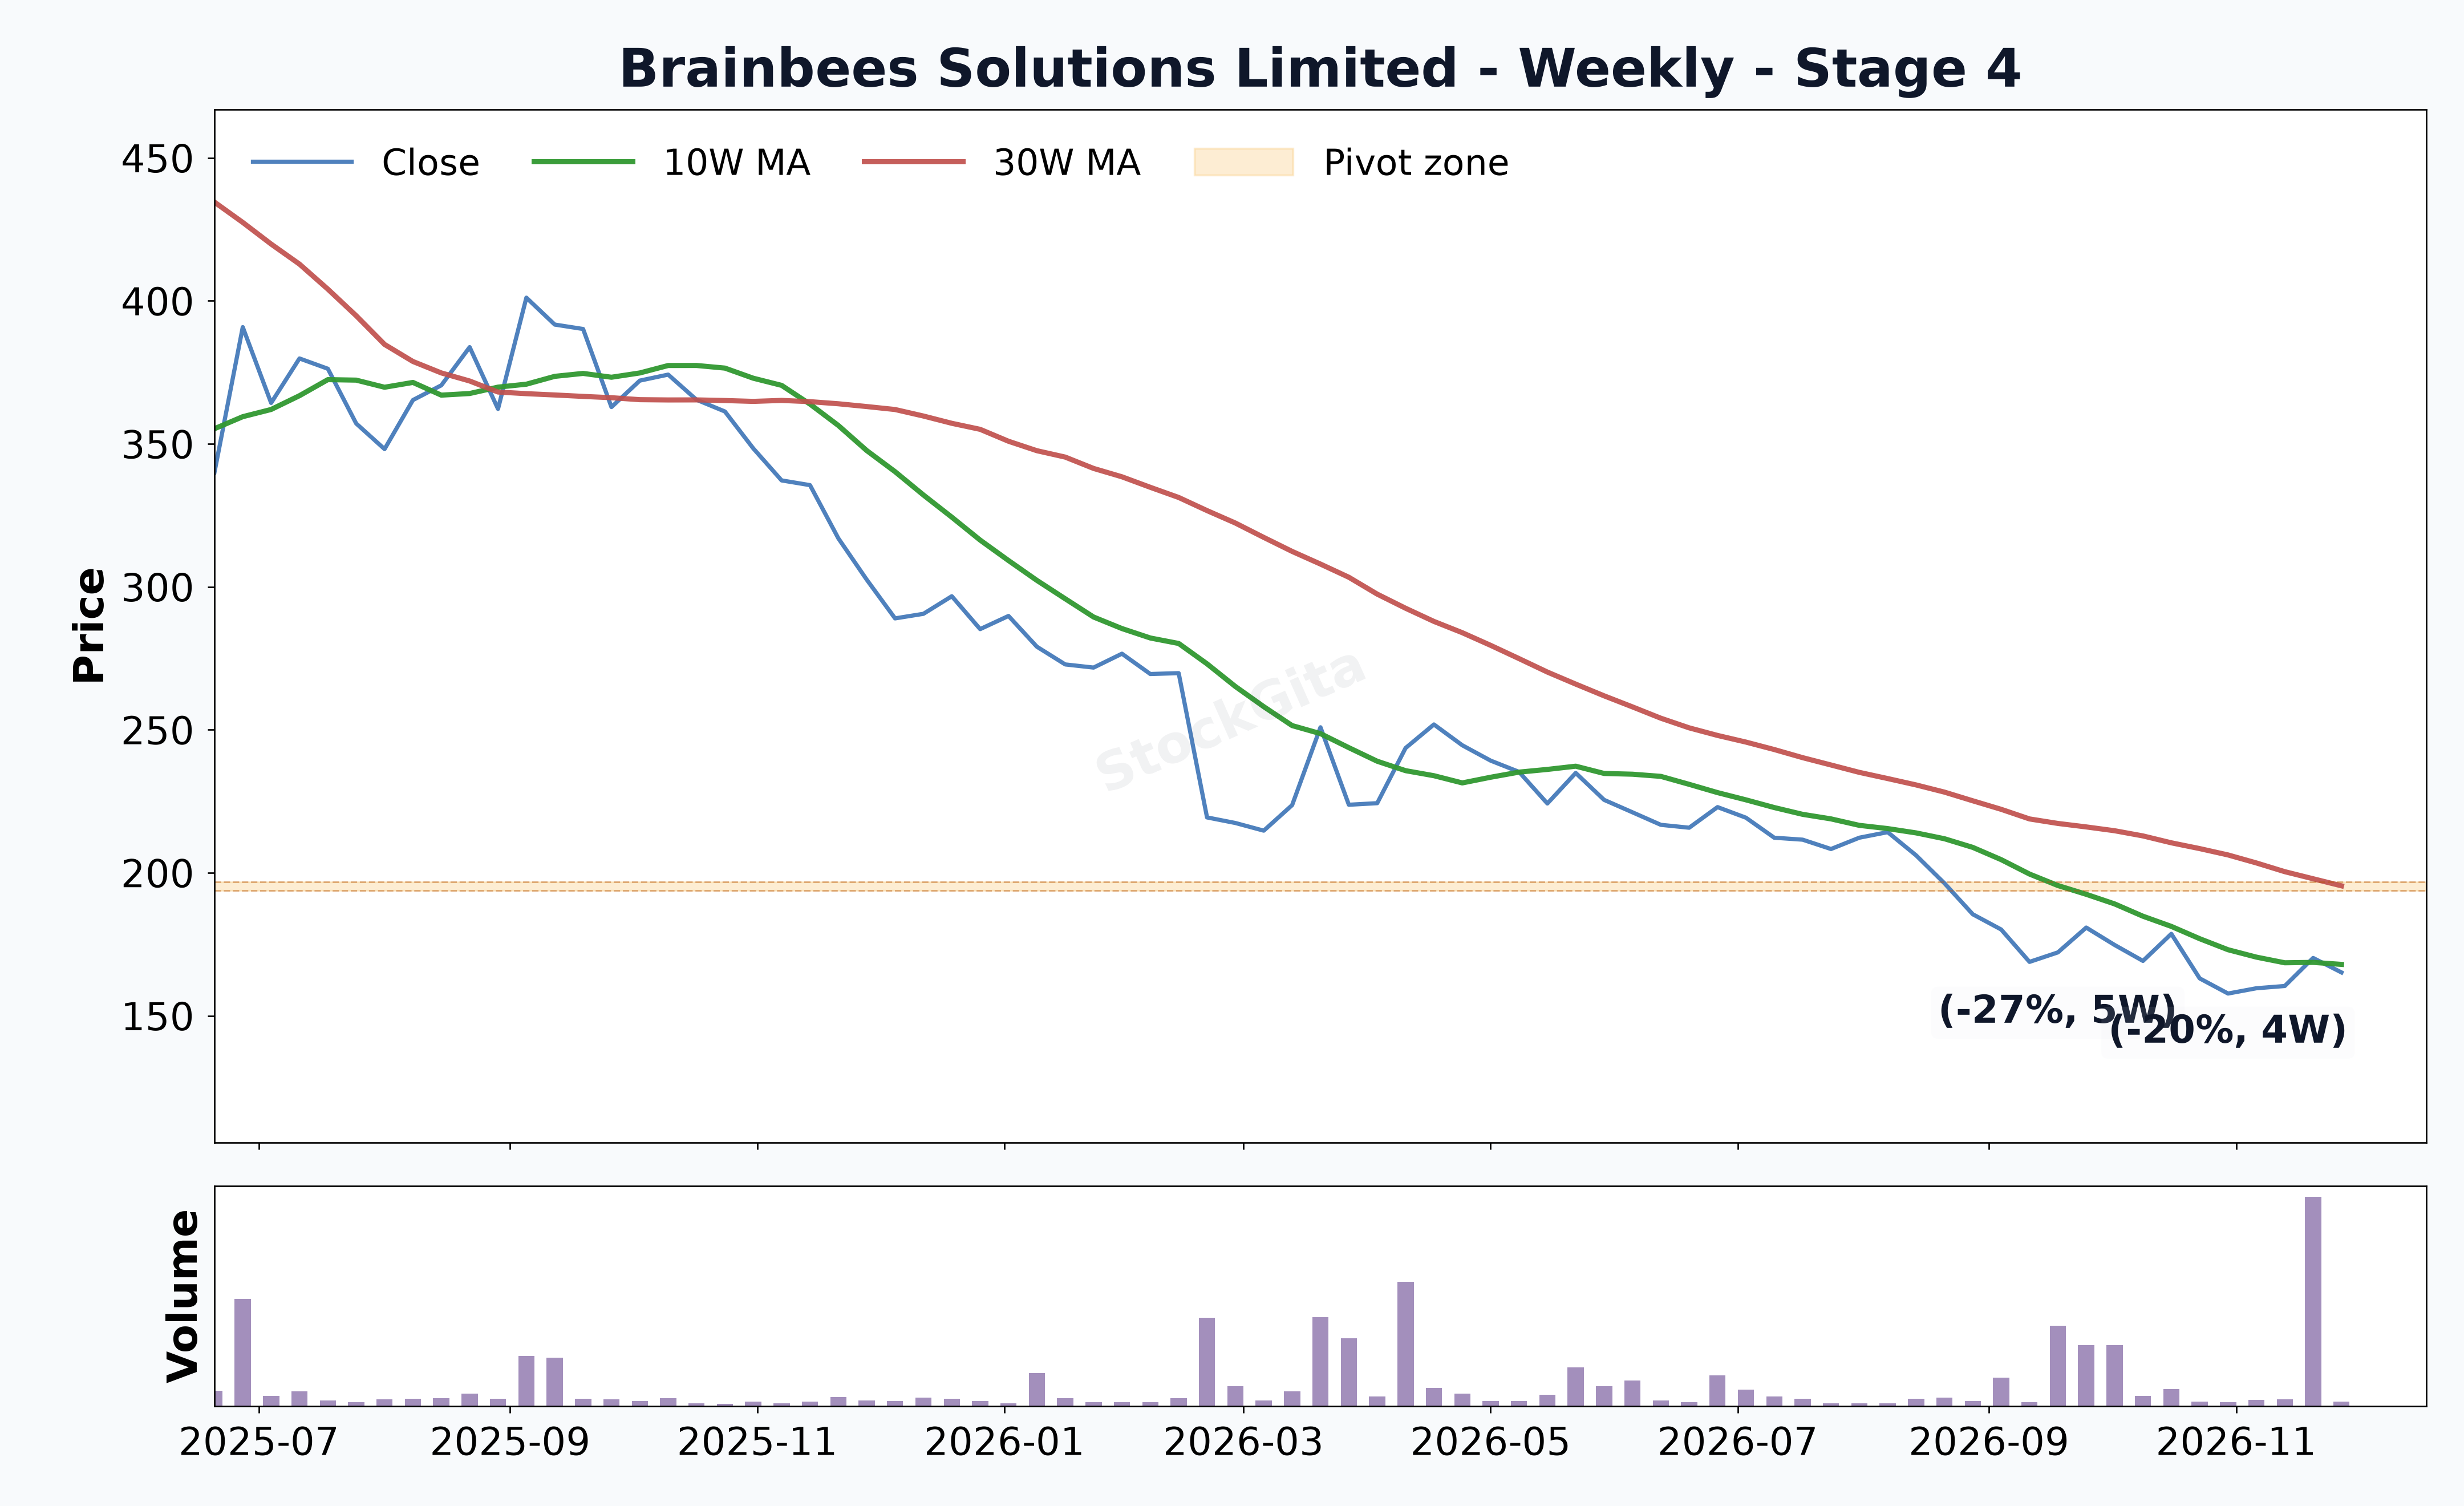 Brainbees Solutions Limited - Weekly - Stage 4
Close 10W MA 30W MA Pivot zone
450
400
350
300
250
200
150
Price
StockGita
(-27%, 5W)
(-20%, 4W)
Volume
2025-07 2025-09 2025-11 2026-01 2026-03 2026-05 2026-07 2026-09 2026-11